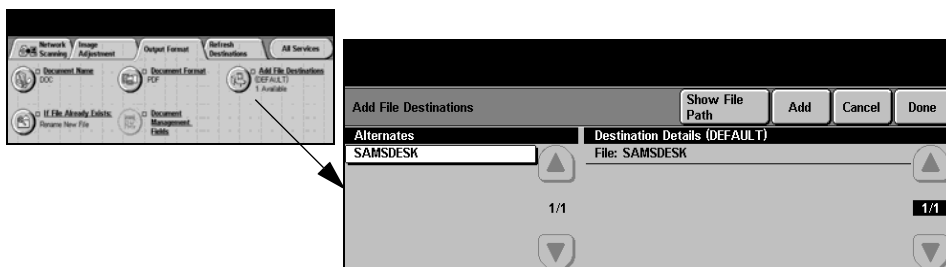 Network Scanning
Image Adjustment
Output Format
Refresh Destinations
All Services
Document Name
DOC
Document Format
PDF
Add File Destinations
(DEFAULT)
1 Available
If File Already Exists:
Rename New File
Document
Management
Fields
Add File Destinations
Show File
Path
Add
Cancel
Done
Alternates
Destination Details (DEFAULT)
SAMSDESK
File: SAMSDESK
1/1
1/1